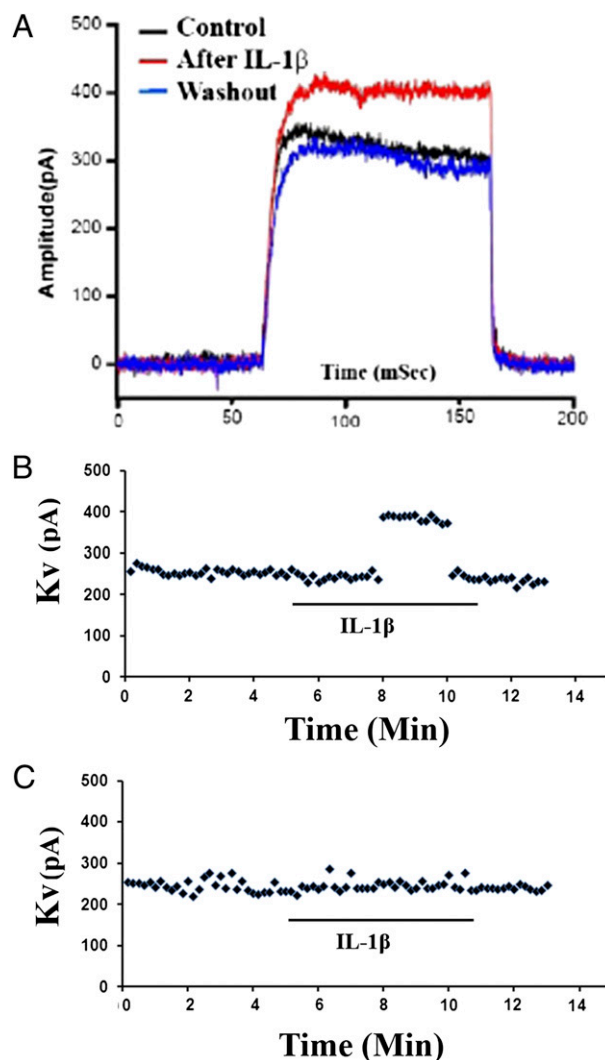 A
Control
After IL-1β
Washout
500
400
300
200
100
0
Amplitude(pA)
Time (mSec)
0 50 100 150 200
B
500
400
300
200
100
0
Kv (pA)
IL-1β
0 2 4 6 8 10 12 14
Time (Min)
C
500
400
300
200
100
0
Kv (pA)
IL-1β
0 2 4 6 8 10 12 14
Time (Min)